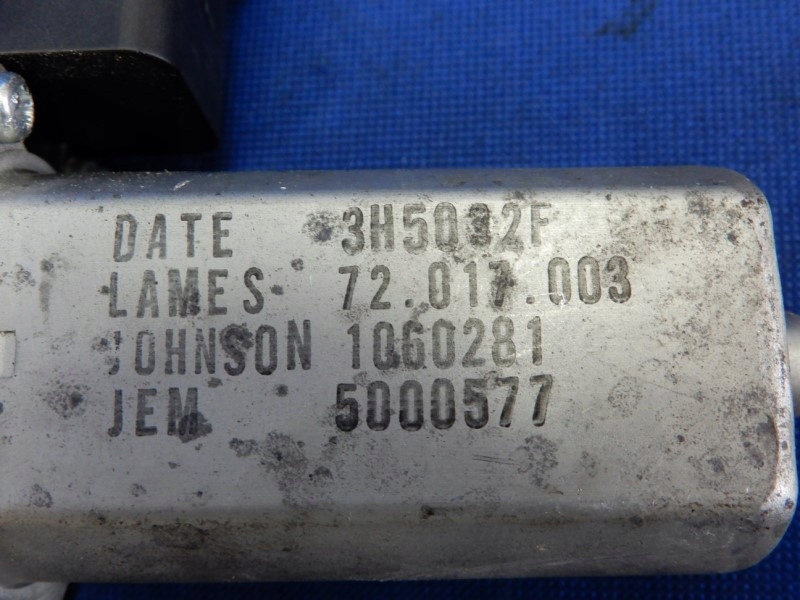 DATE 3H5032F
LAMES 72.017.003
JOHNSON 1060281
JEM 5000577